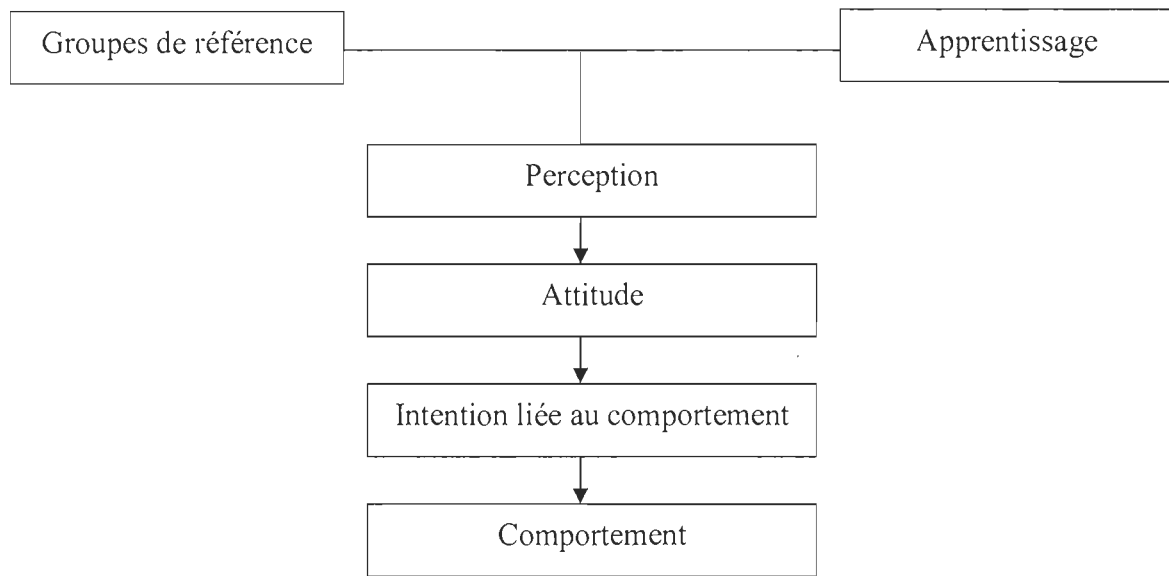 Groupes de référence
Apprentissage
Perception
Attitude
Intention liée au comportement
Comportement